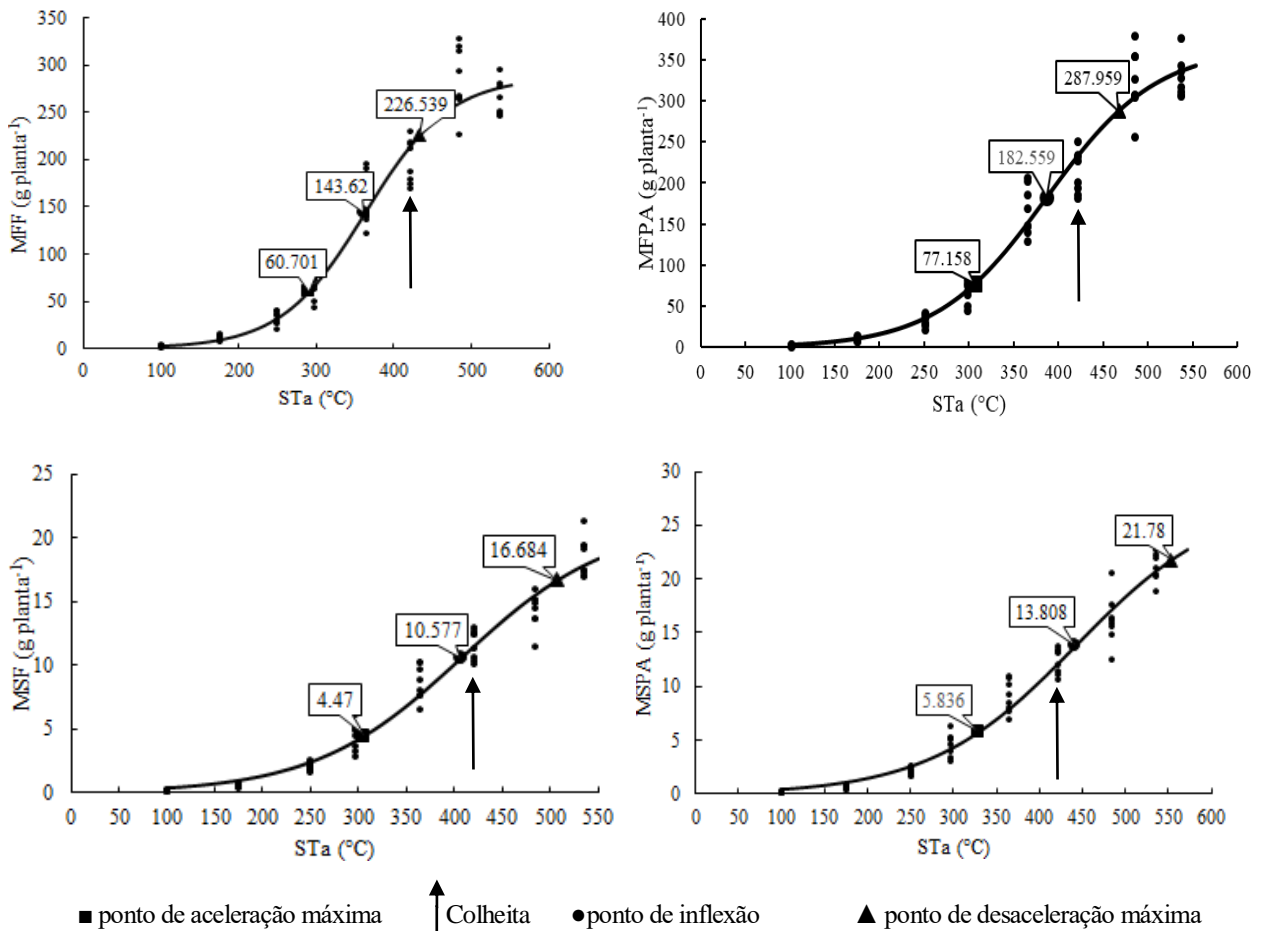 MFF (g planta-1)
350
300
250
200
150
100
50
0
226.539
143.62
60.701
0 100 200 300 400 500 600
STa (°C)
MFPA (g planta-1)
400
350
300
250
200
150
100
50
0
287.959
182.559
77.158
0 50 100 150 200 250 300 350 400 450 500 550 600
STa (°C)
MSF (g planta-1)
25
20
15
10
5
0
16.684
10.577
4.47
0 50 100 150 200 250 300 350 400 450 500 550
STa (°C)
MSPA (g planta-1)
30
25
20
15
10
5
0
21.78
13.808
5.836
0 50 100 150 200 250 300 350 400 450 500 550 600
STa (°C)
ponto de aceleração máxima
Colheita
ponto de inflexão
ponto de desaceleração máxima